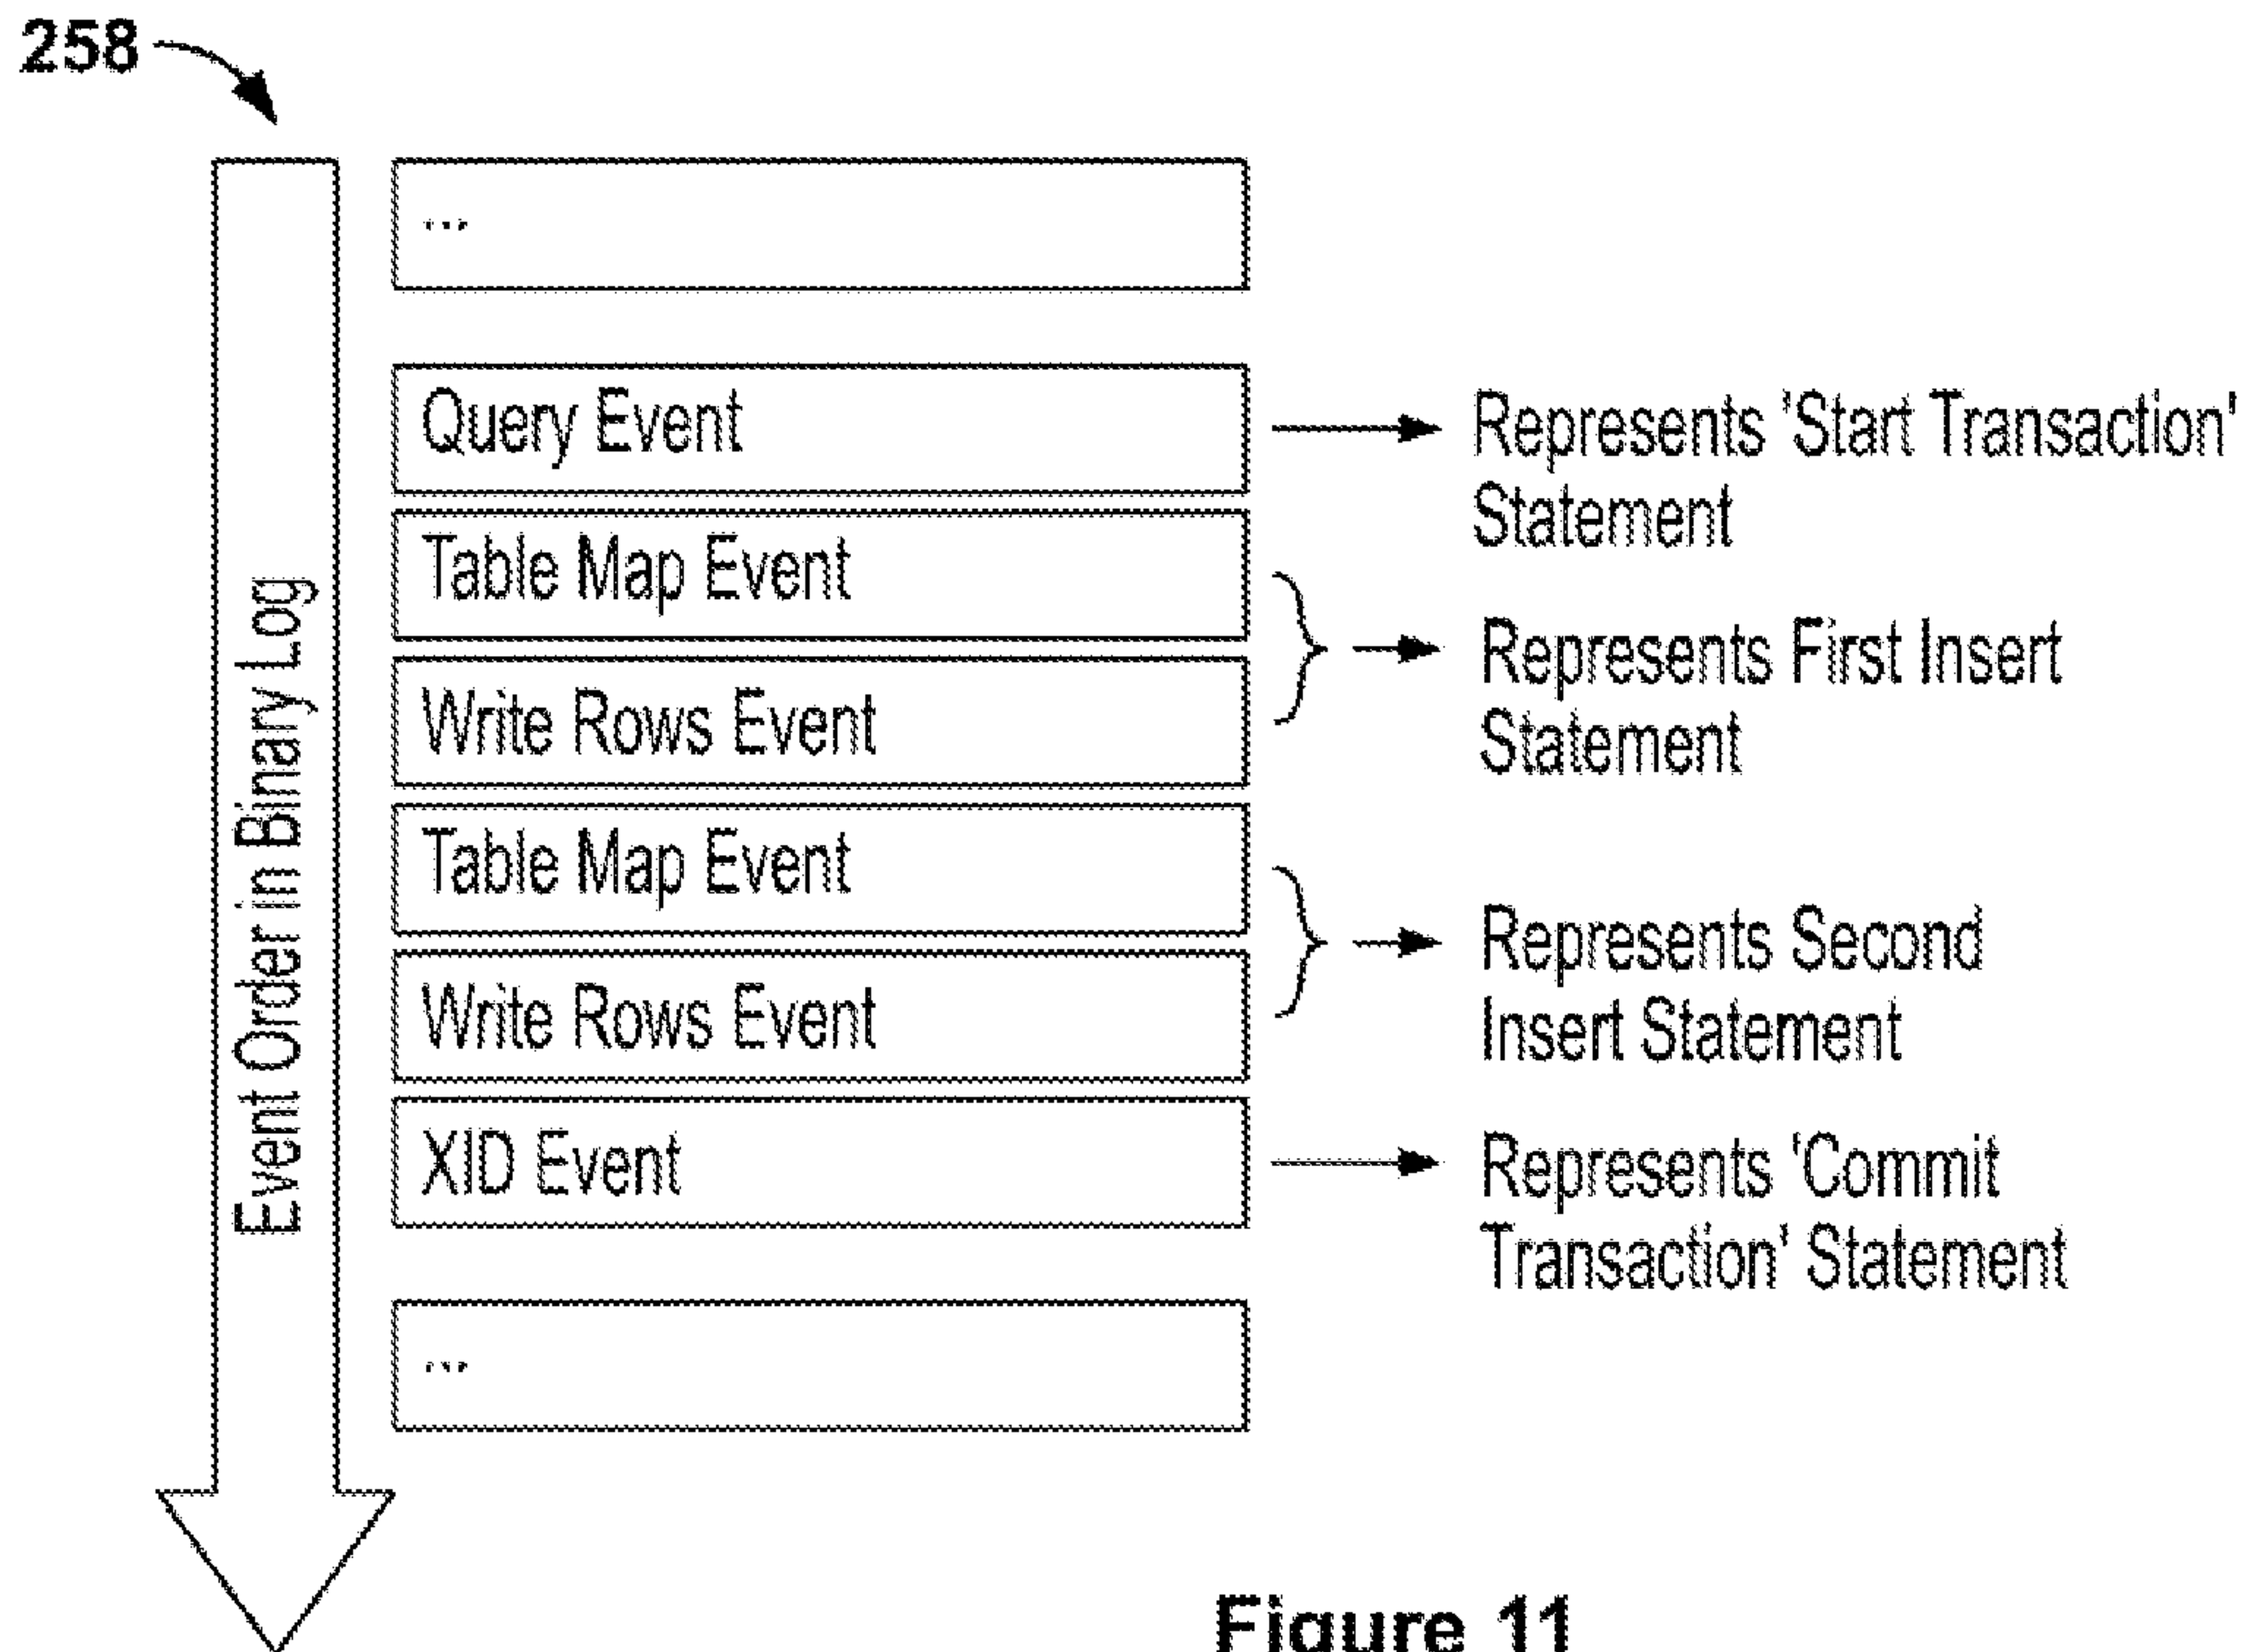 258
...
Query Event
Represents 'Start Transaction'
Statement
Table Map Event
Write Rows Event
Represents First Insert
Statement
Table Map Event
Write Rows Event
Represents Second
Insert Statement
XID Event
Represents 'Commit
Transaction' Statement
...
Event Order in Binary Log
Figure 11